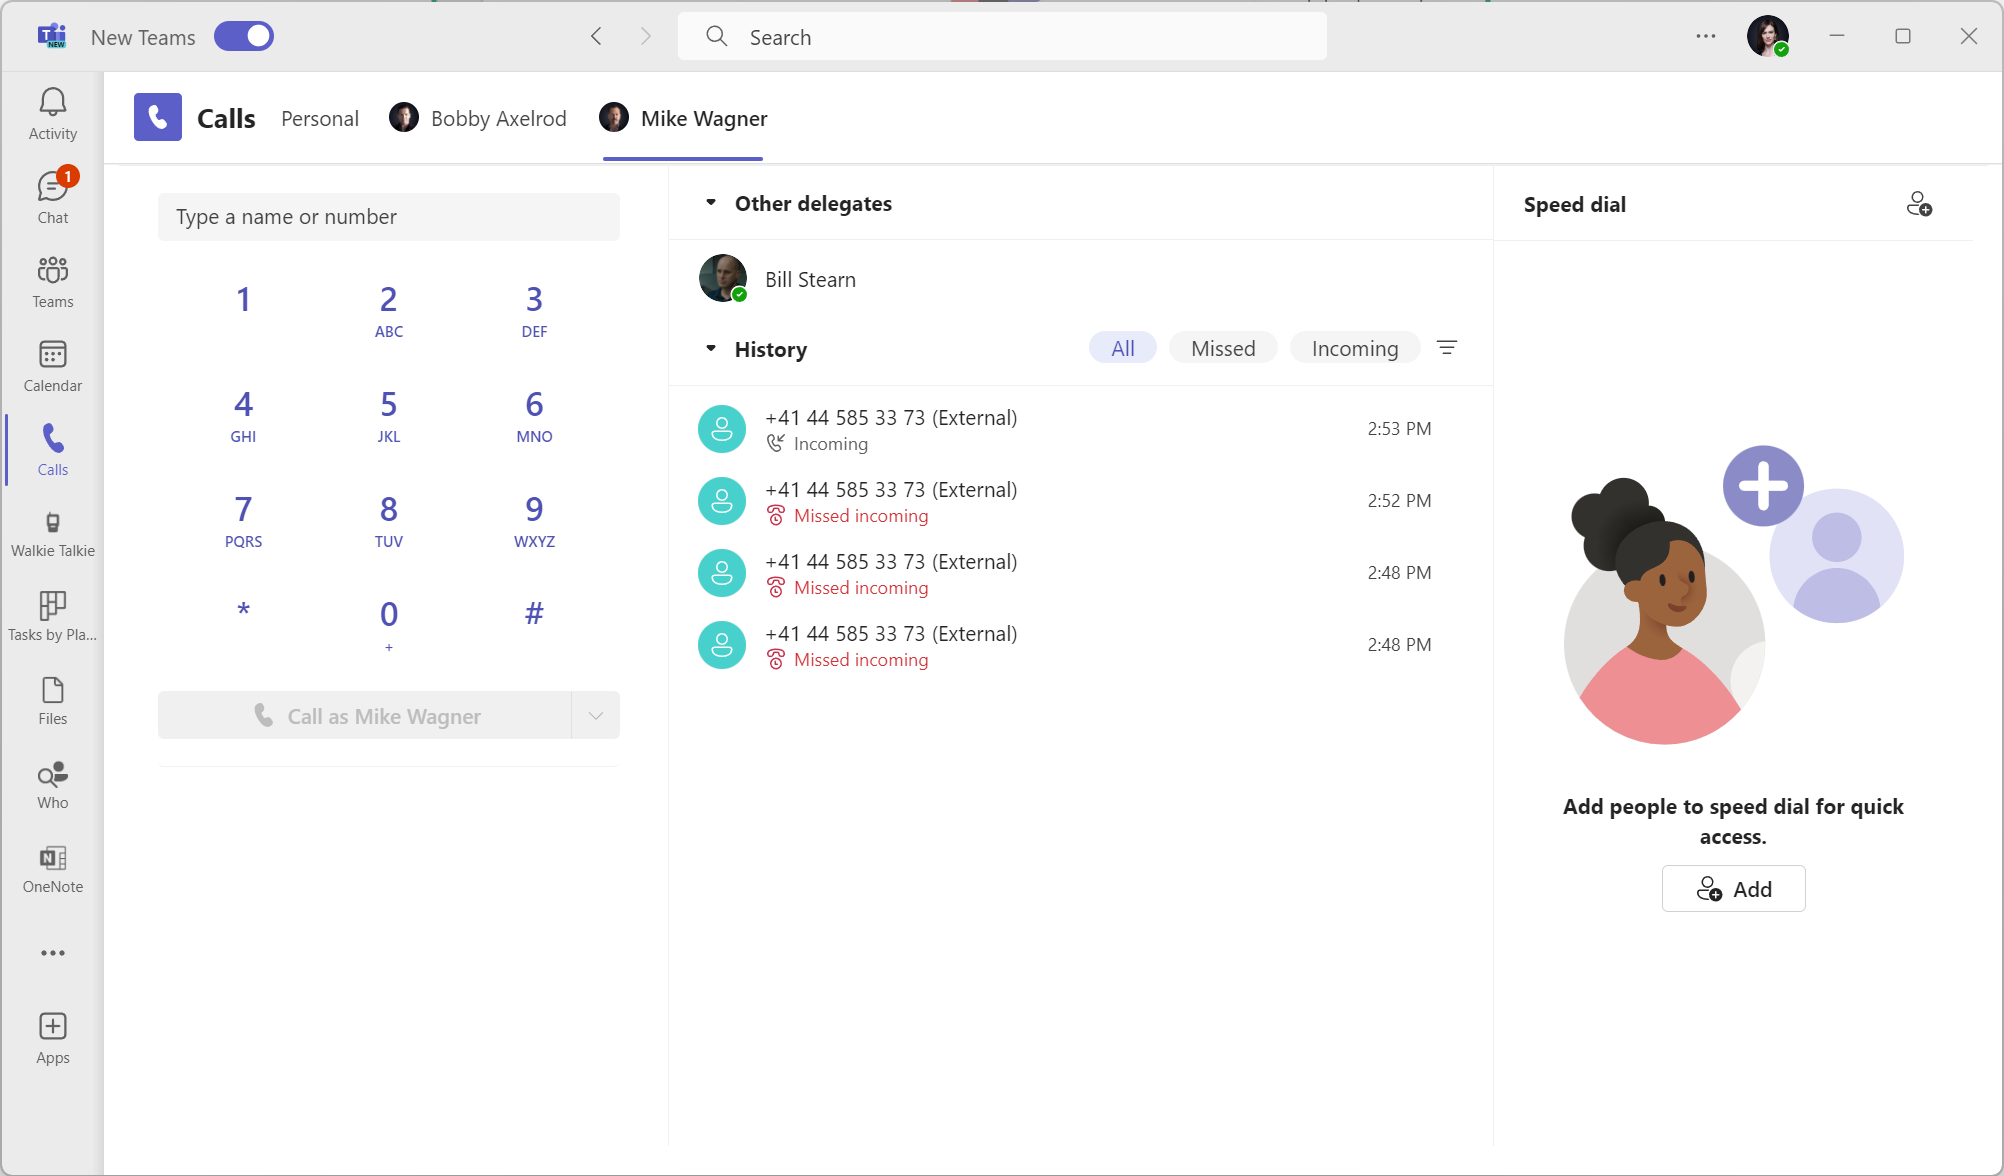 New Teams
Search
Activity
1
Chat
Teams
Calendar
Calls
Walkie Talkie
Tasks by Pla...
Files
Who
OneNote
Apps
Calls
Personal
Bobby Axelrod
Mike Wagner
Type a name or number
1
2
3
ABC
DEF
4
5
6
GHI
JKL
MNO
7
8
9
PQRS
TUV
WXYZ
*
0
#
+
Call as Mike Wagner
Other delegates
Bill Stearn
History
All
Missed
Incoming
+41 44 585 33 73 (External)
2:53 PM
Incoming
+41 44 585 33 73 (External)
2:52 PM
Missed incoming
+41 44 585 33 73 (External)
2:48 PM
Missed incoming
+41 44 585 33 73 (External)
2:48 PM
Missed incoming
Speed dial
Add people to speed dial for quick
access.
Add